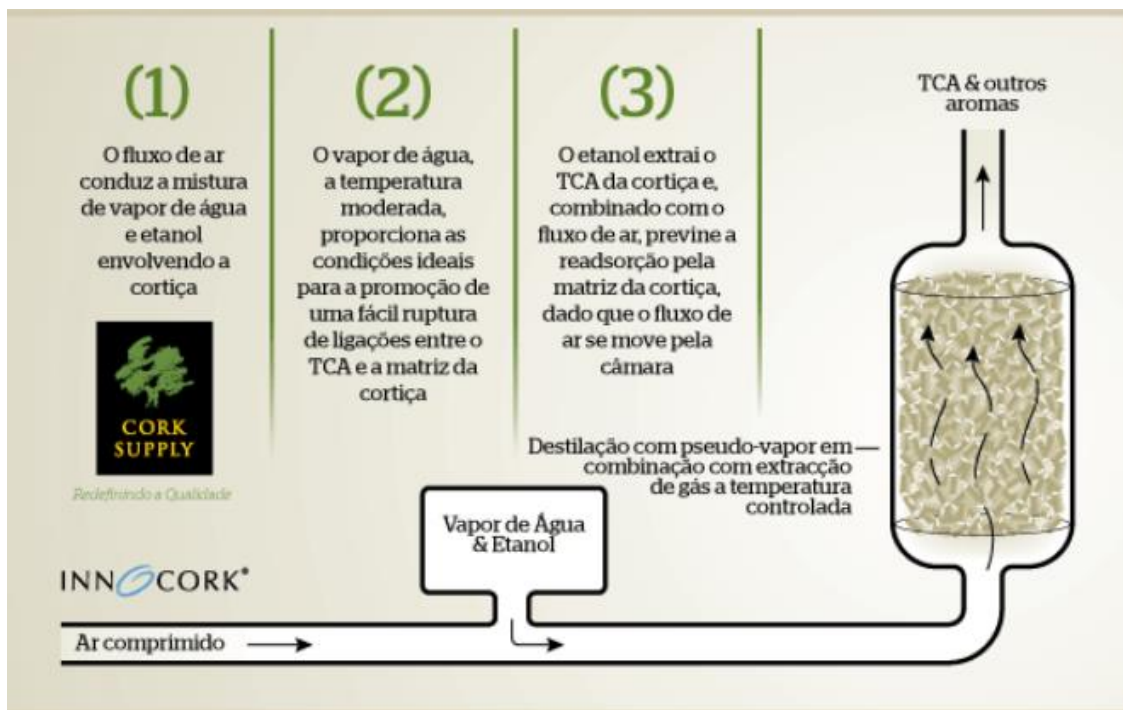 (1)
O fluxo de ar
conduz a mistura
de vapor de água
e etanol
envolvendo a
cortiça
CORK
SUPPLY
Redefinindo a Qualidade
(2)
O vapor de água,
a temperatura
moderada,
proporciona as
condições ideais
para a promoção de
uma fácil ruptura
de ligações entre o
TCA e a matriz da
cortiça
(3)
O etanol extrai o
TCA da cortiça e,
combinado com o
fluxo de ar, previne a
readsorção pela
matriz da cortiça,
dado que o fluxo de
ar se move pela
câmara
TCA & outros
aromas
Destilação com pseudo-vapor em
combinação com extracção
de gás a temperatura
controlada
Vapor de Água
& Etanol
INNOCORK®
Ar comprimido